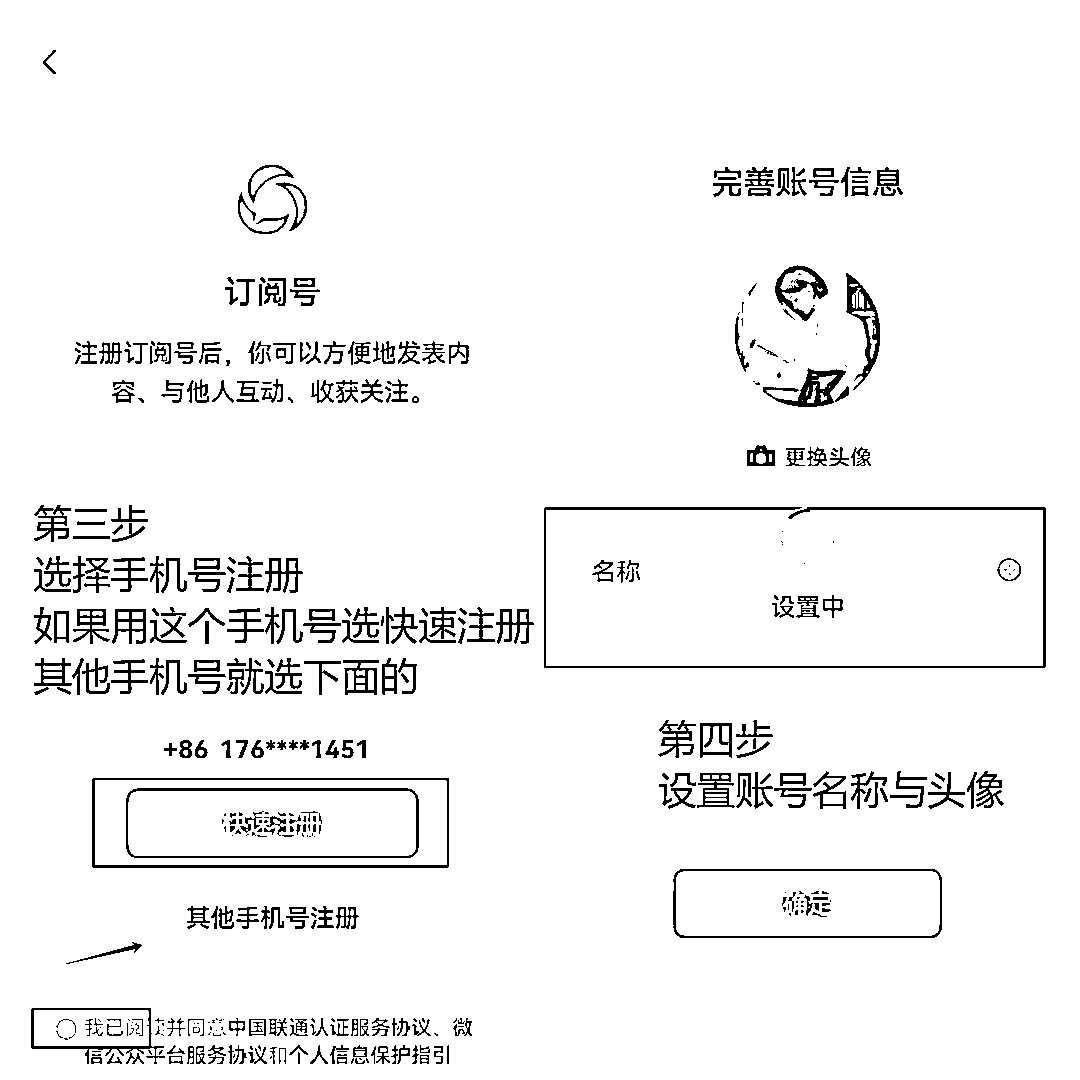 订阅号
注册订阅号后，你可以方便地发表内
容、与他人互动、收获关注。
第三步
选择手机号注册
如果用这个手机号选快速注册
其他手机号就选下面的
+86 176****1451
快速注册
其他手机号注册
我已阅读并同意中国联通认证服务协议、微
信公众平台服务协议和个人信息保护指引
完善账号信息
更换头像
名称
设置中
第四步
设置账号名称与头像
确定